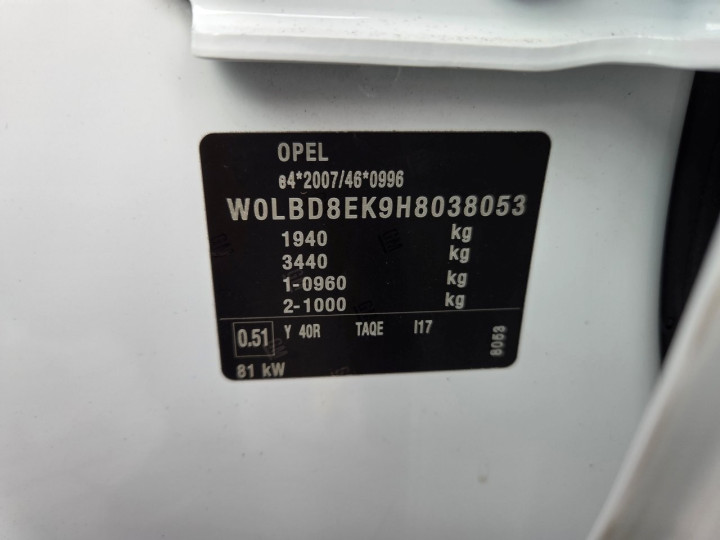 OPEL
e4*2007/46*0996
W0LBD8EK9H8038053
1940 kg
3440 kg
1-0960 kg
2-1000 kg
0.51 Y 40R TAQE I17 8053
81 kW